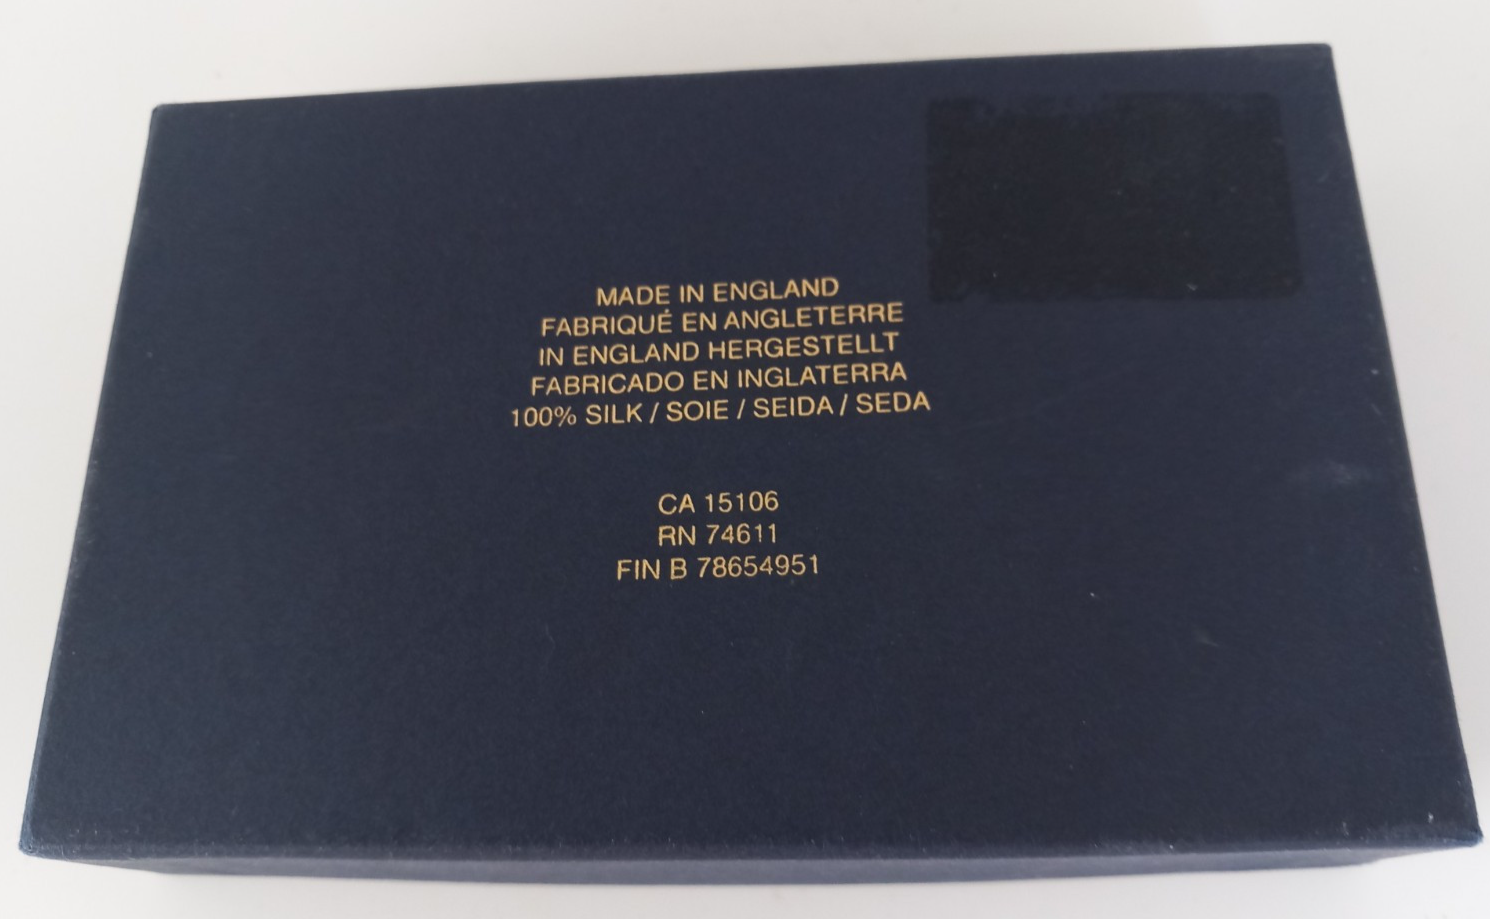 MADE IN ENGLAND
FABRIQUÉ EN ANGLETERRE
IN ENGLAND HERGESTELLT
FABRICADO EN INGLATERRA
100% SILK / SOIE / SEIDA / SEDA
CA 15106
RN 74611
FIN B 78654951